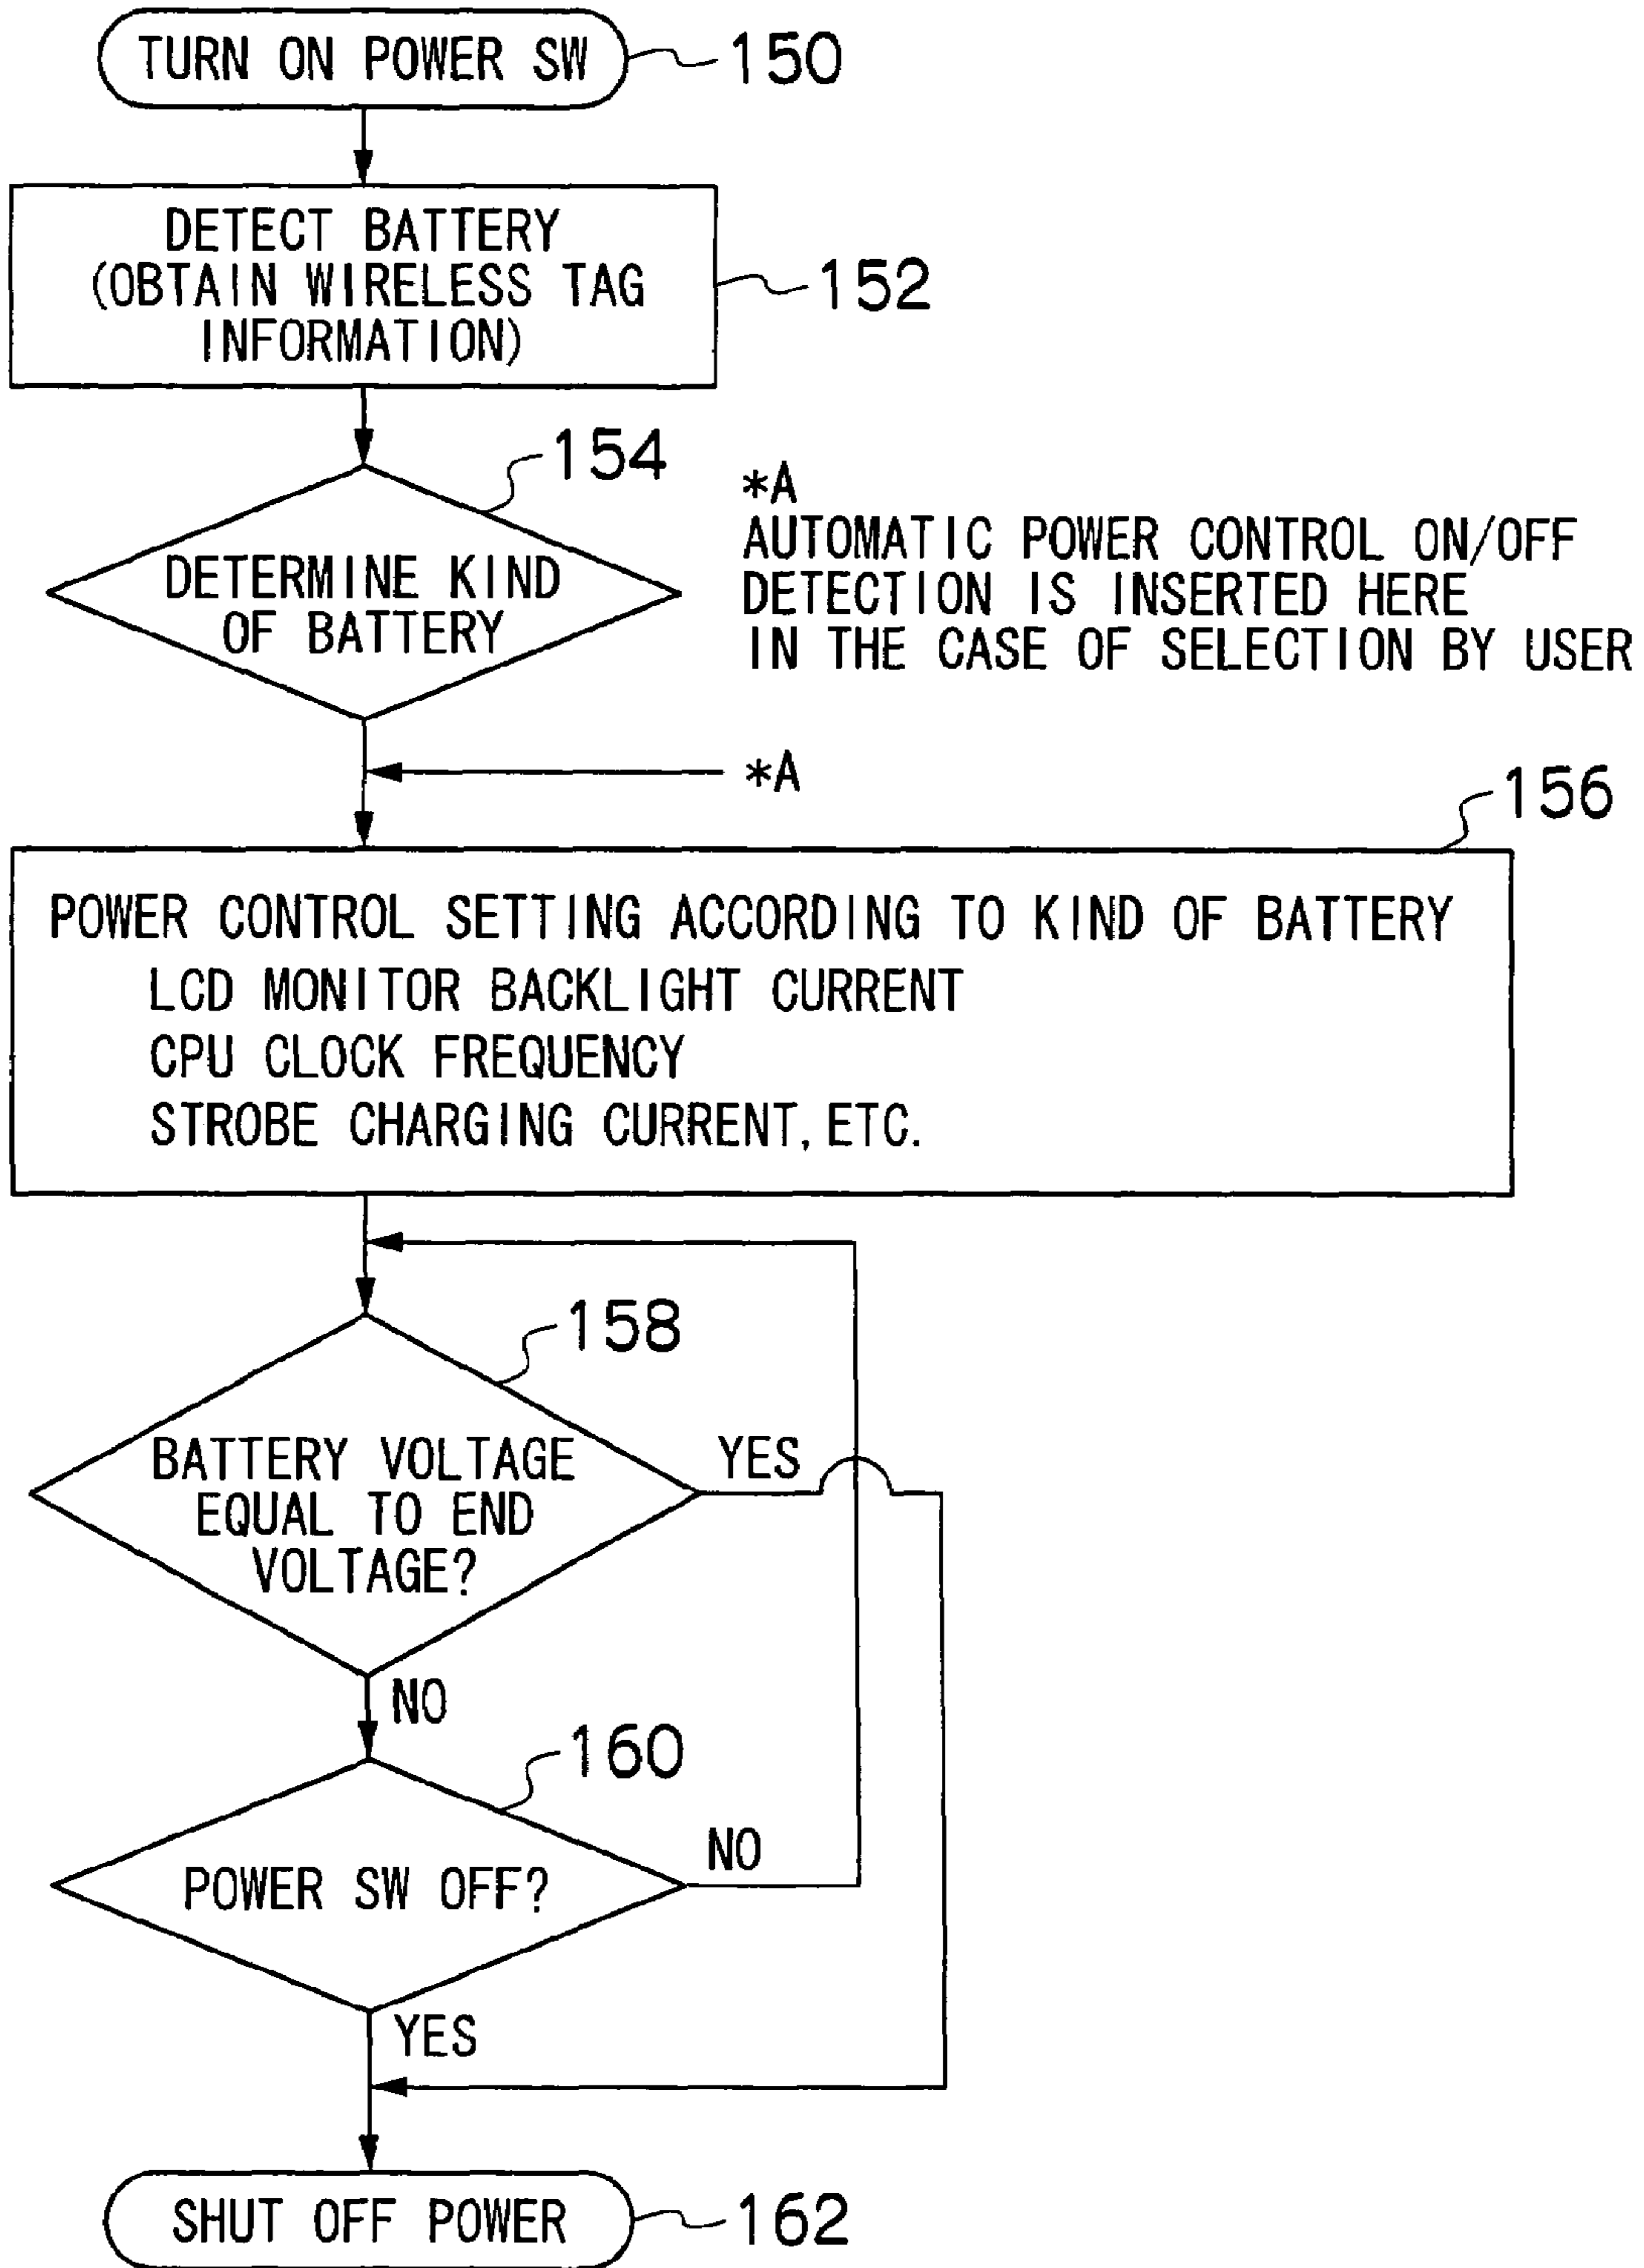 TURN ON POWER SW
150
DETECT BATTERY
(OBTAIN WIRELESS TAG
INFORMATION)
152
154
DETERMINE KIND
OF BATTERY
*A
AUTOMATIC POWER CONTROL ON/OFF
DETECTION IS INSERTED HERE
IN THE CASE OF SELECTION BY USER
*A
156
POWER CONTROL SETTING ACCORDING TO KIND OF BATTERY
LCD MONITOR BACKLIGHT CURRENT
CPU CLOCK FREQUENCY
STROBE CHARGING CURRENT, ETC.
158
BATTERY VOLTAGE
EQUAL TO END
VOLTAGE?
YES
NO
160
POWER SW OFF?
NO
YES
SHUT OFF POWER
162